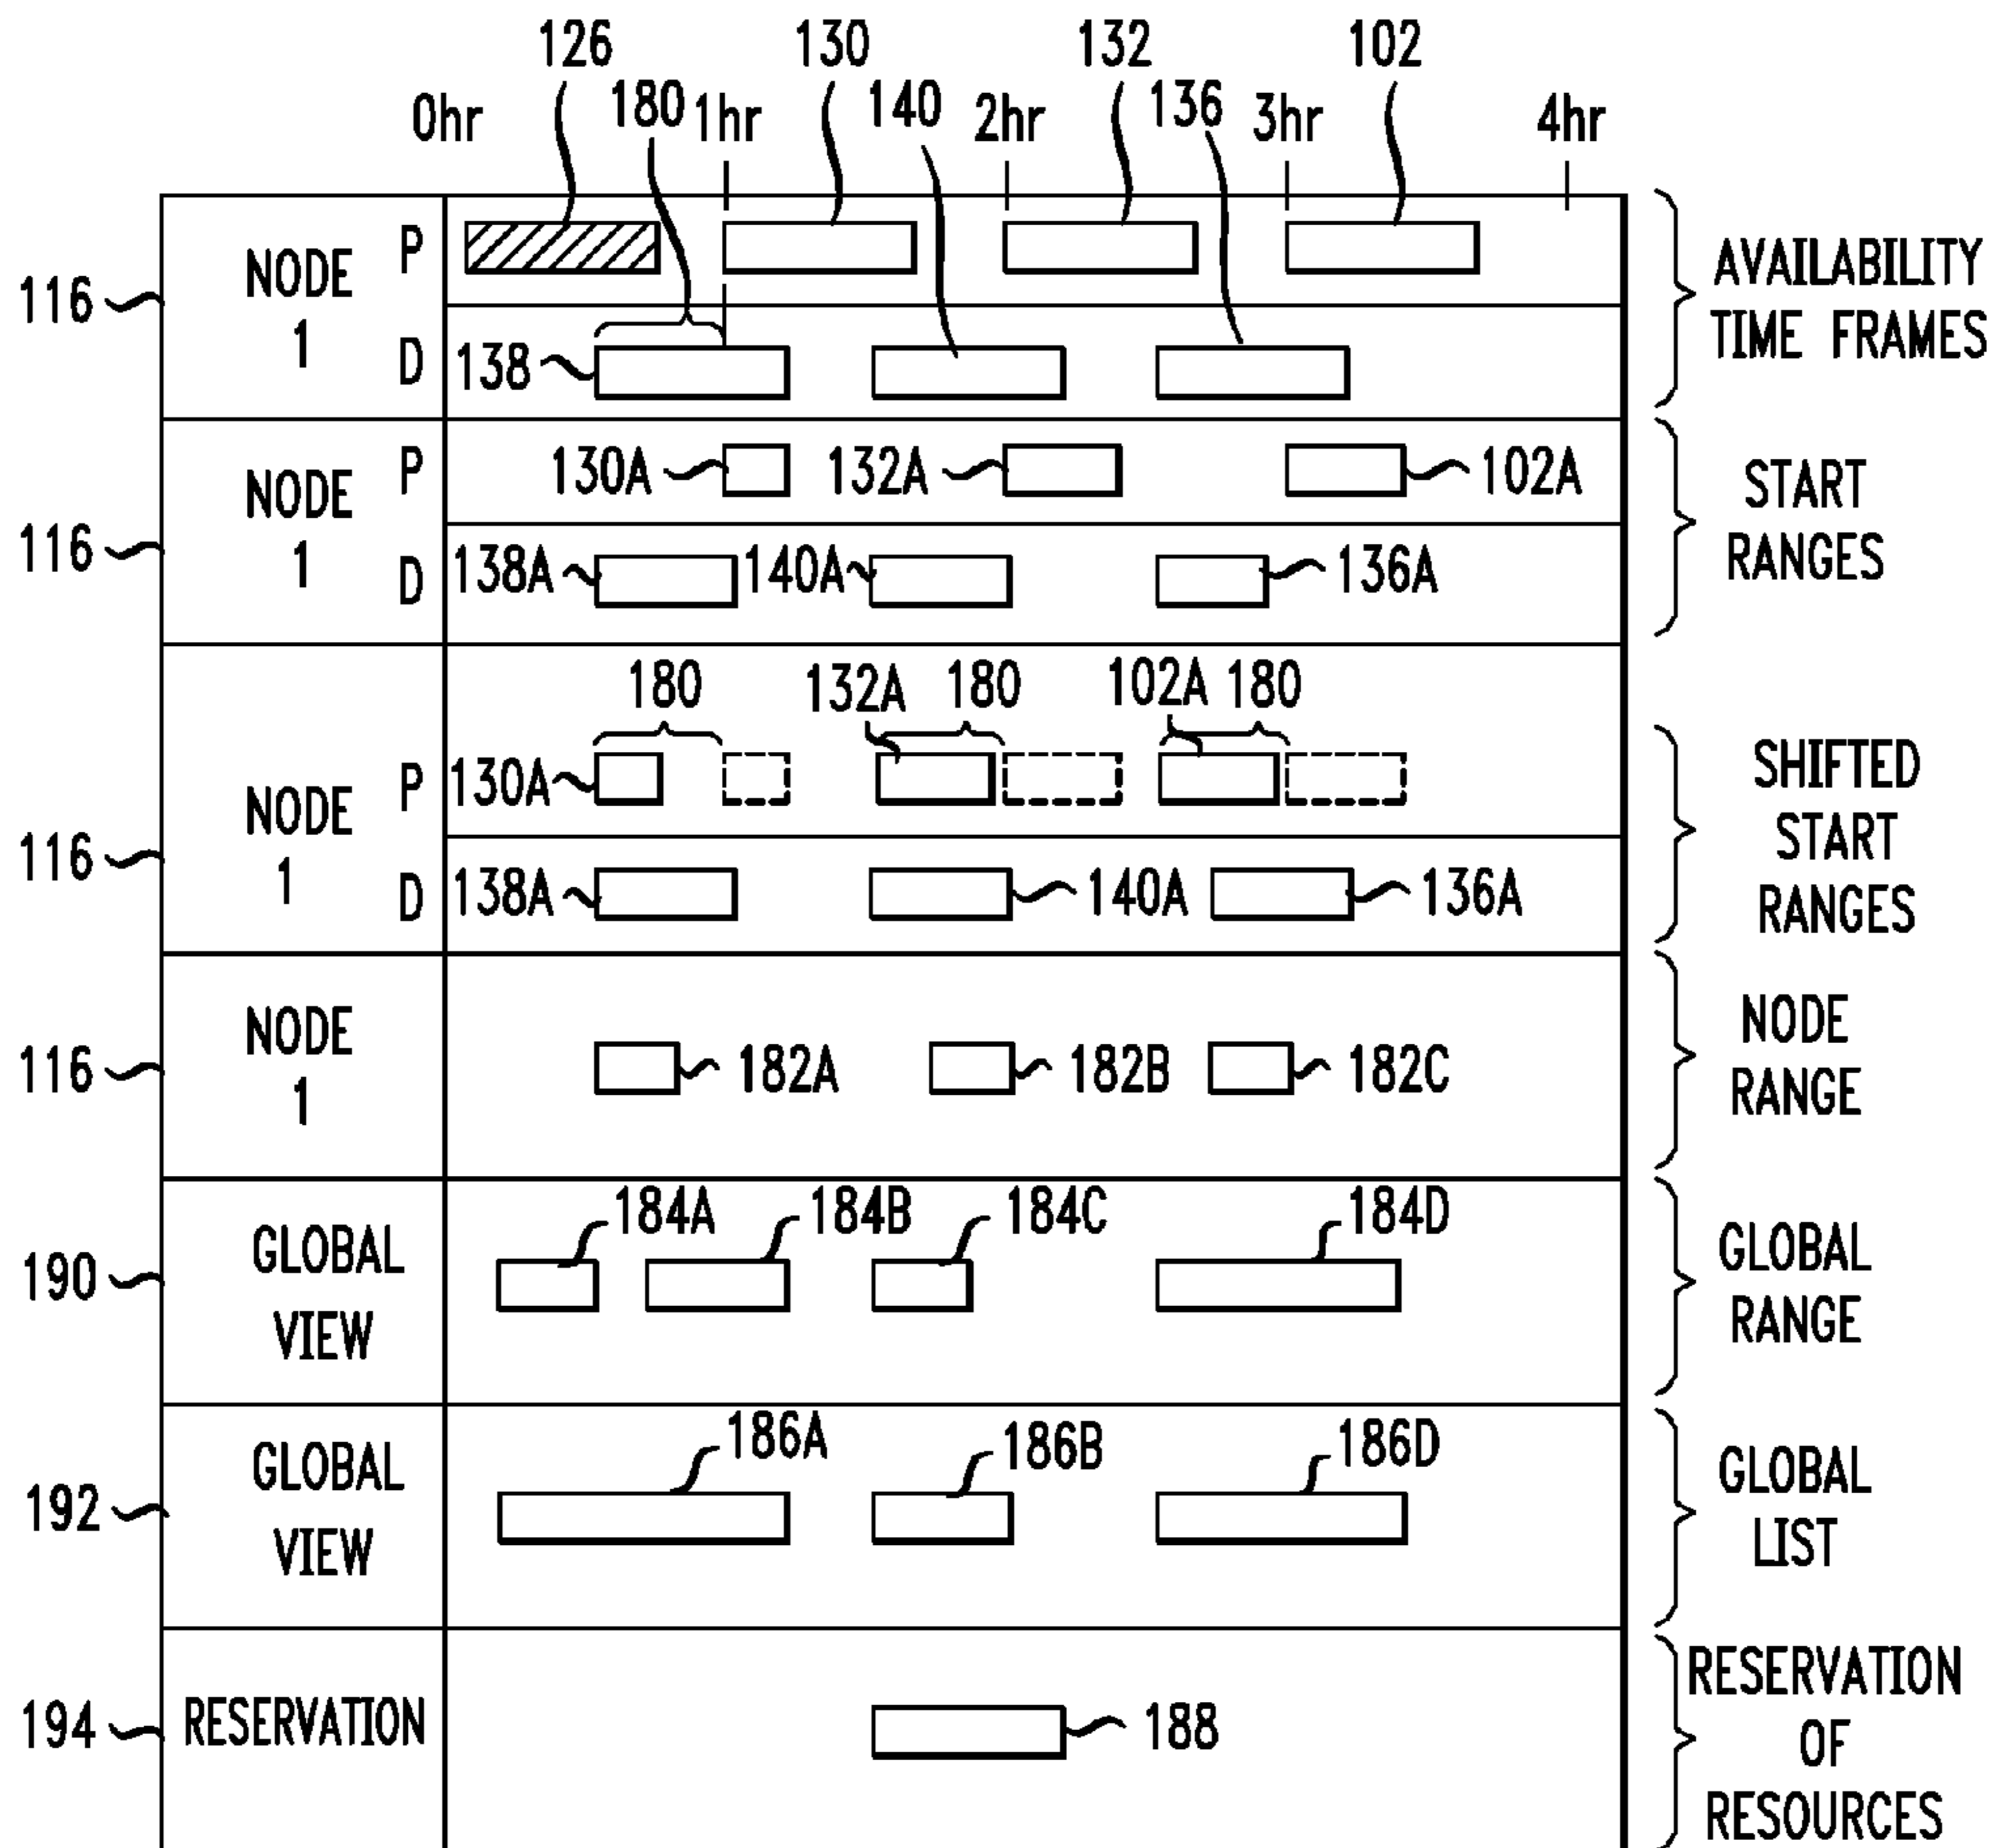 126 130 132 102
0hr 180 1hr 140 2hr 136 3hr 4hr
116 NODE 1 P AVAILABILITY TIME FRAMES
D 138
116 NODE 1 P 130A 132A 102A START RANGES
D 138A 140A 136A
180 132A 180 102A 180
116 NODE 1 P 130A SHIFTED START RANGES
D 138A 140A 136A
116 NODE 1 182A 182B 182C NODE RANGE
184A 184B 184C 184D
190 GLOBAL VIEW GLOBAL RANGE
186A 186B 186D
192 GLOBAL VIEW GLOBAL LIST
194 RESERVATION 188 RESERVATION OF RESOURCES